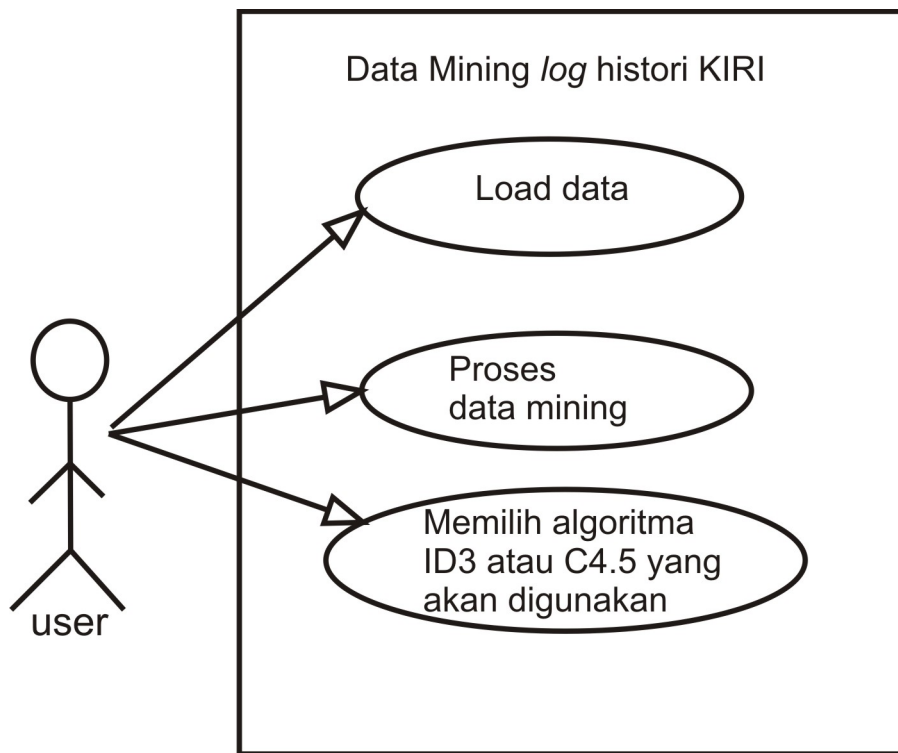 Data Mining log histori KIRI
Load data
Proses
data mining
Memilih algoritma
ID3 atau C4.5 yang
akan digunakan
user